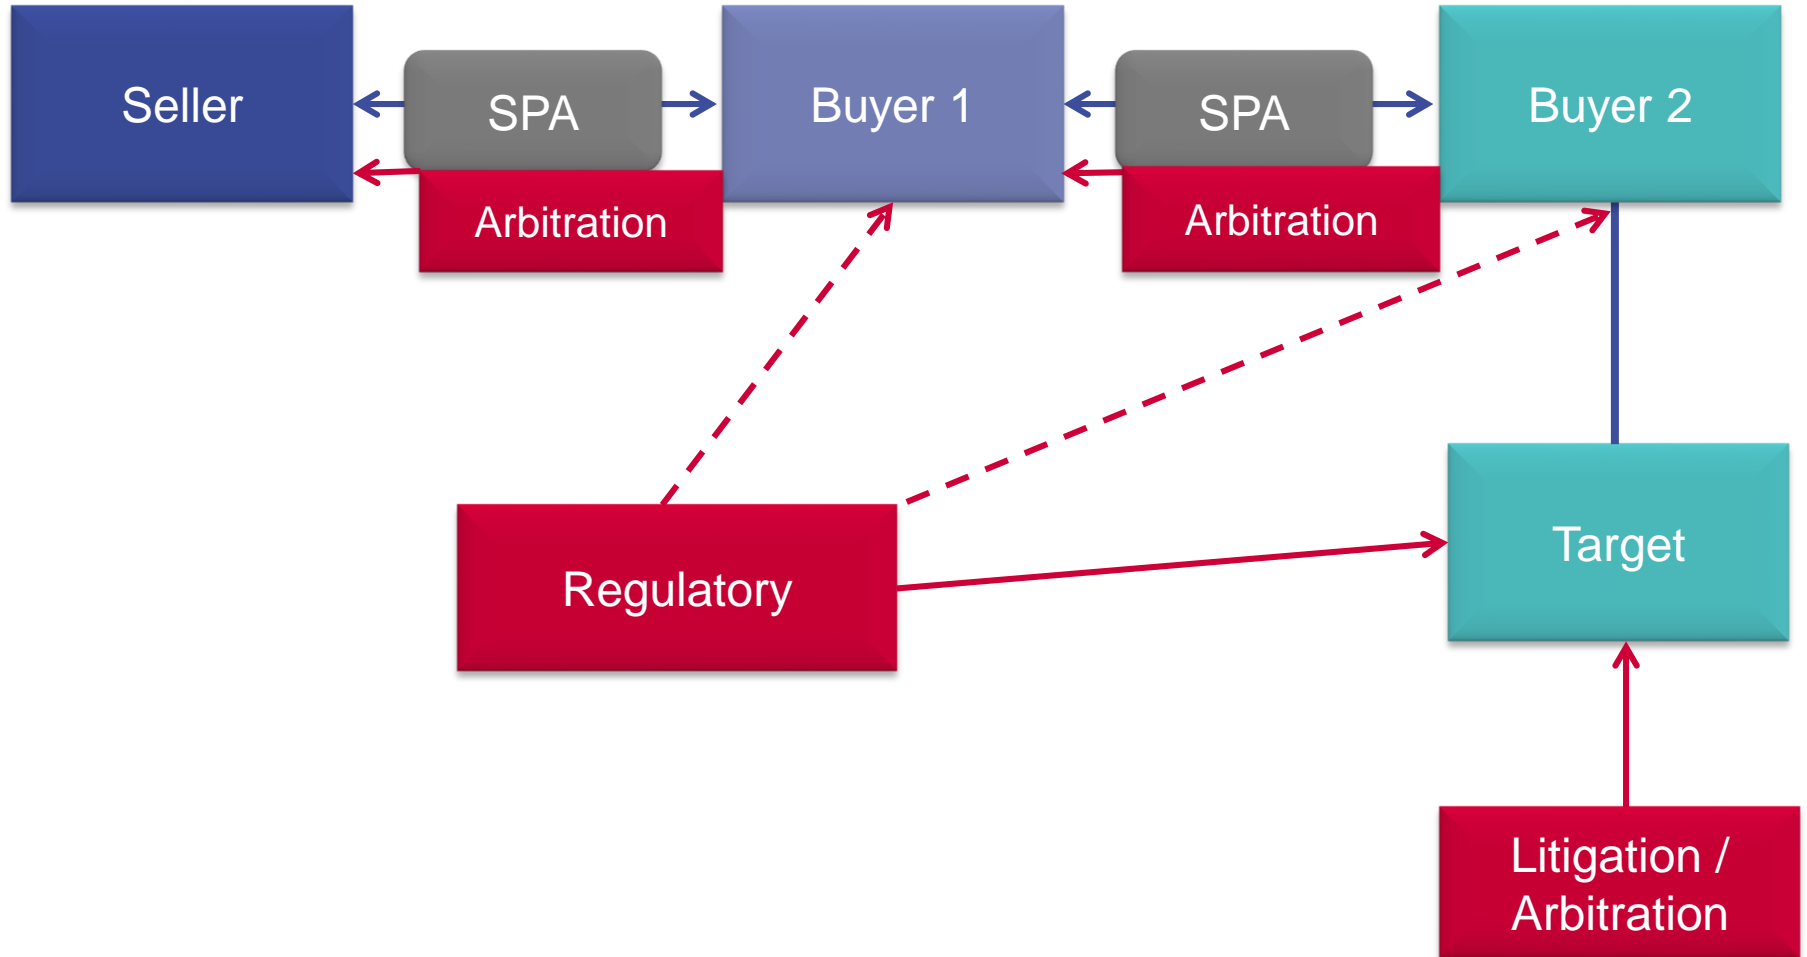 Seller
SPA
Buyer 1
SPA
Buyer 2
Arbitration
Arbitration
Regulatory
Target
Litigation /
Arbitration